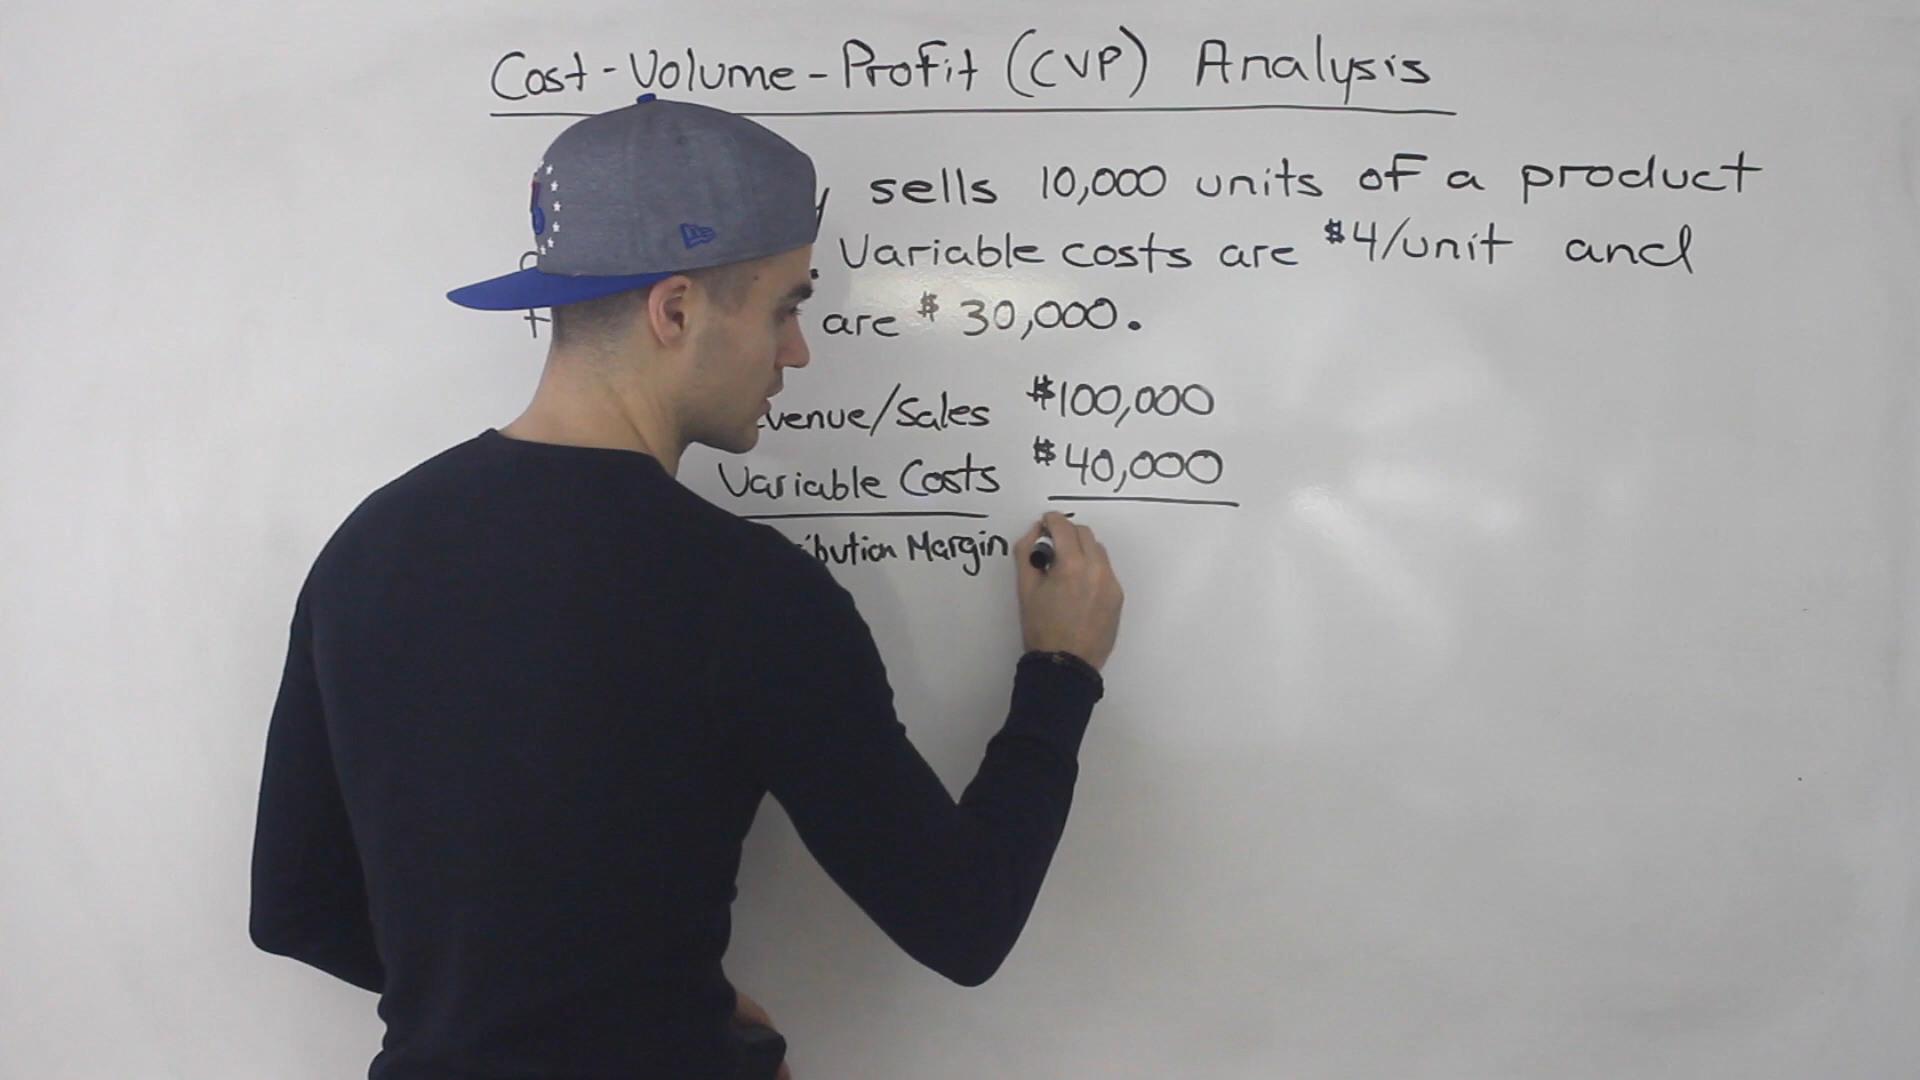 Cost-Volume-Profit (CVP) Analysis
sells 10,000 units of a product
. Variable costs are $4/unit and
are $ 30,000.
venue/Sales $100,000
Variable Costs $40,000
ibution Margin